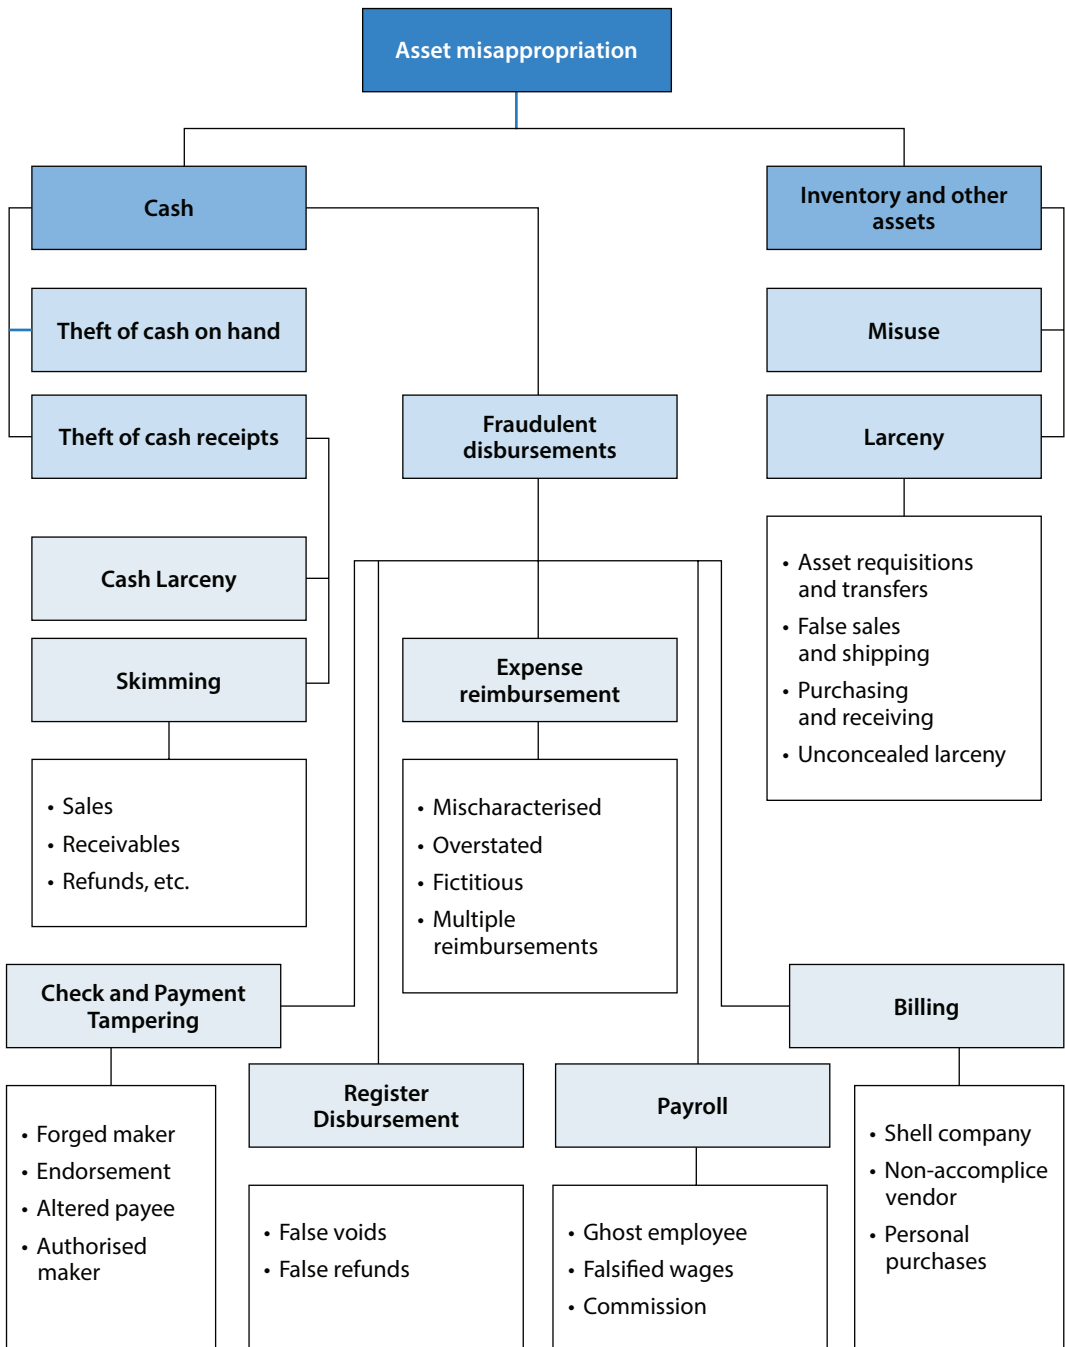 Asset misappropriation
Cash
Inventory and other
assets
Theft of cash on hand
Misuse
Theft of cash receipts
Fraudulent
disbursements
Larceny
Cash Larceny
• Asset requisitions
and transfers
• False sales
and shipping
• Purchasing
and receiving
• Unconcealed larceny
Skimming
Expense
reimbursement
• Sales
• Receivables
• Refunds, etc.
• Mischaracterised
• Overstated
• Fictitious
• Multiple
reimbursements
Check and Payment
Tampering
Billing
Register
Disbursement
Payroll
• Forged maker
• Endorsement
• Altered payee
• Authorised
maker
• False voids
• False refunds
• Ghost employee
• Falsified wages
• Commission
• Shell company
• Non-accomplice
vendor
• Personal
purchases